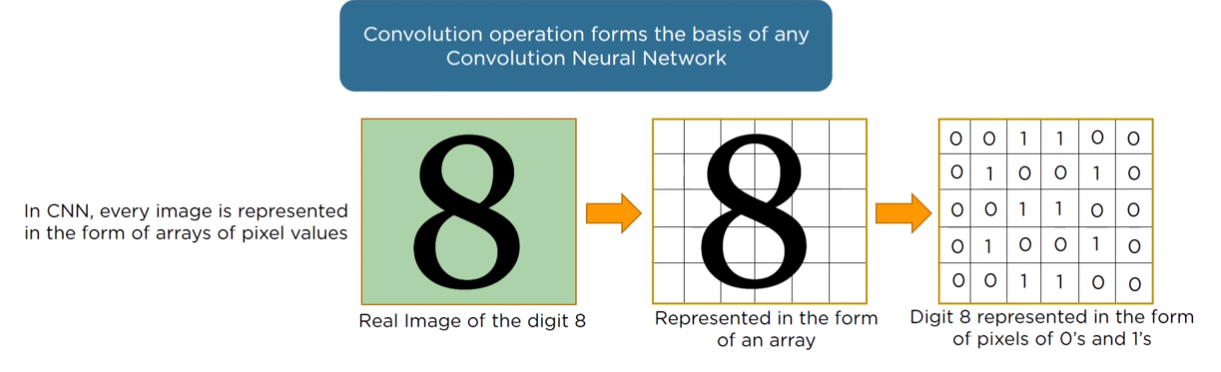 Convolution operation forms the basis of any
Convolution Neural Network
In CNN, every image is represented
in the form of arrays of pixel values
8
Real Image of the digit 8
8
Represented in the form
of an array
0 0 1 1 0 0
0 1 0 0 1 0
0 0 1 1 0 0
0 1 0 0 1 0
0 0 1 1 0 0
Digit 8 represented in the form
of pixels of 0's and 1's